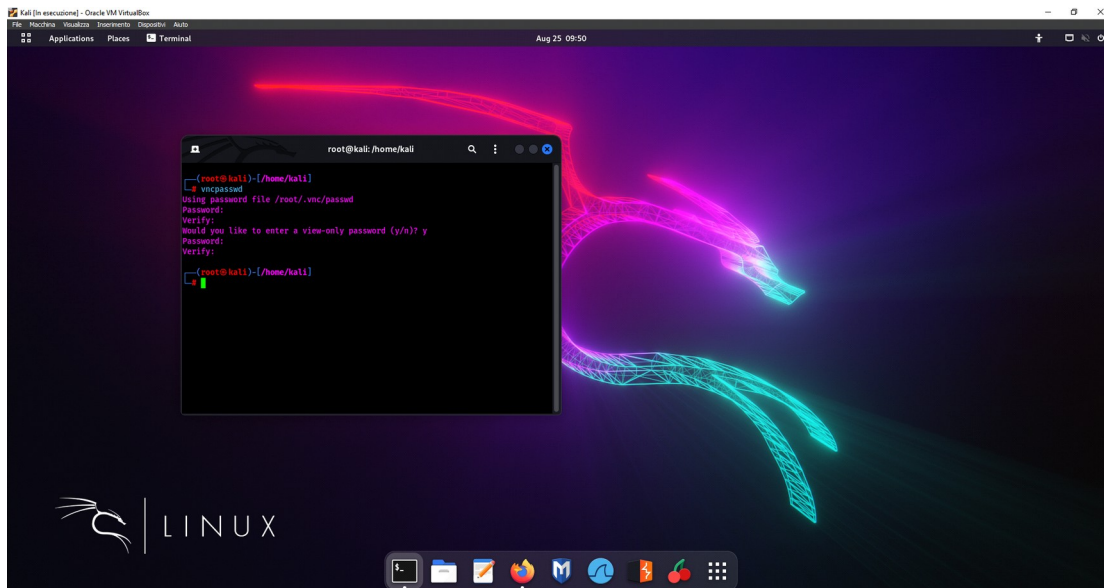 Kali [In esecuzione] - Oracle VM VirtualBox
File Macchina Visualizza Inserimento Dispositivi Aiuto
Applications Places Terminal Aug 25 09:50
root@kali: /home/kali
┌──(root㉿kali)-[/home/kali]
└─# vncpasswd
Using password file /root/.vnc/passwd
Password:
Verify:
Would you like to enter a view-only password (y/n)? y
Password:
Verify:
┌──(root㉿kali)-[/home/kali]
└─#
LINUX